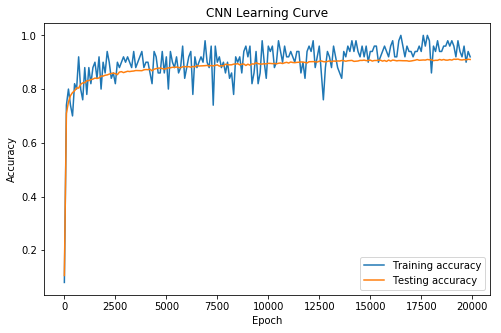 CNN Learning Curve
Accuracy
1.0
0.8
0.6
0.4
0.2
0
2500
5000
7500
10000
12500
15000
17500
20000
Epoch
Training accuracy
Testing accuracy